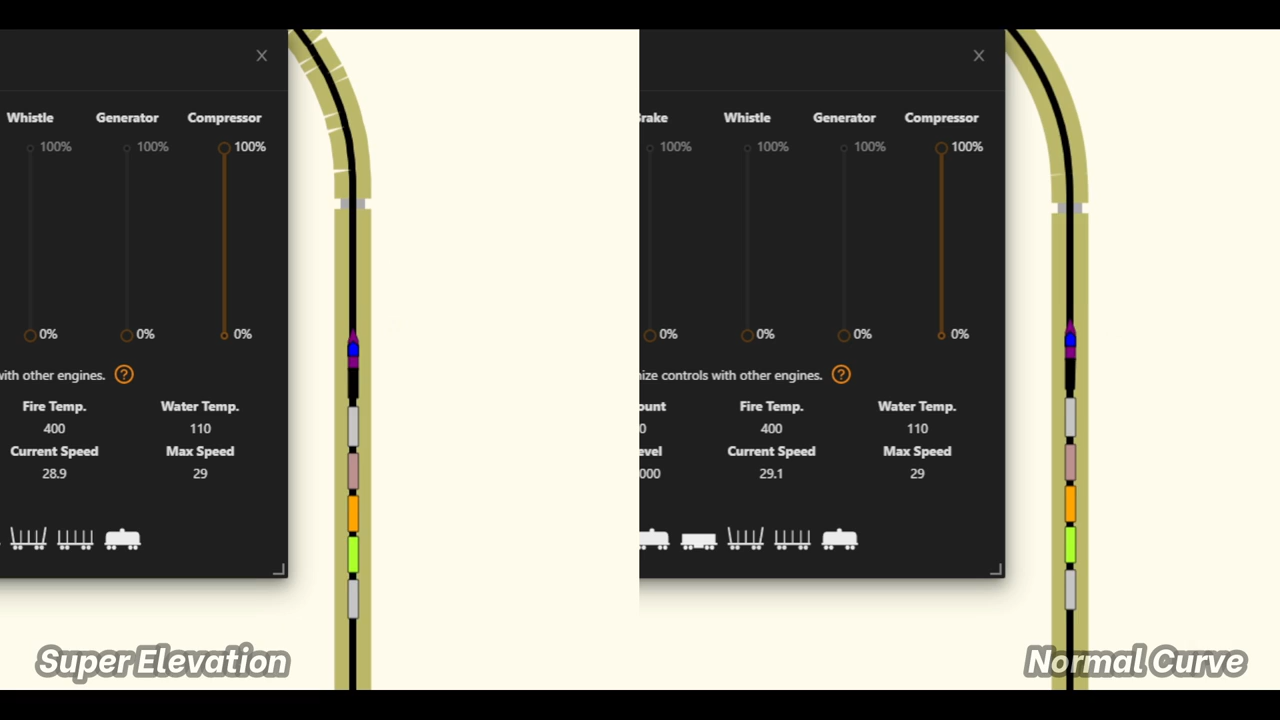 X
Whistle Generator Compressor
100% 100% 100%
0% 0% 0%
with other engines. ?
Fire Temp. Water Temp.
400 110
Current Speed Max Speed
28.9 29
Super Elevation
X
Whistle Generator Compressor
100% 100% 100% 100%
0% 0% 0% 0%
controls with other engines. ?
Fire Temp. Water Temp.
400 110
Current Speed Max Speed
29.1 29
Normal Curve